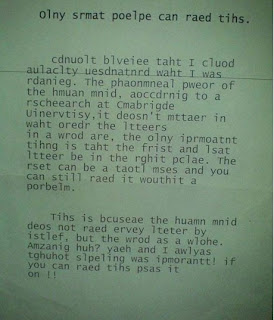 Olny srmat poelpe can raed tihs.
cdnuolt blveiee taht I cluod
aulaclty uesdnatnrd waht I was
rdanieg. The phaonmneal pweor of
the hmuan mnid, aoccdrnig to a
rscheearch at Cmabrigde
Uinervtisy,it deosn't mttaer in
waht oredr the ltteers
in a wrod are, the olny iprmoatnt
tihng is taht the frist and lsat
ltteer be in the rghit pclae. The
rset can be a taotl mses and you
can still raed it wouthit a
porbelm.
Tihs is bcuseae the huamn mnid
deos not raed ervey lteter by
istlef, but the wrod as a wlohe.
Amzanig huh? yaeh and I awlyas
tghuhot slpeling was ipmorantt! if
you can raed tihs psas it
on !!